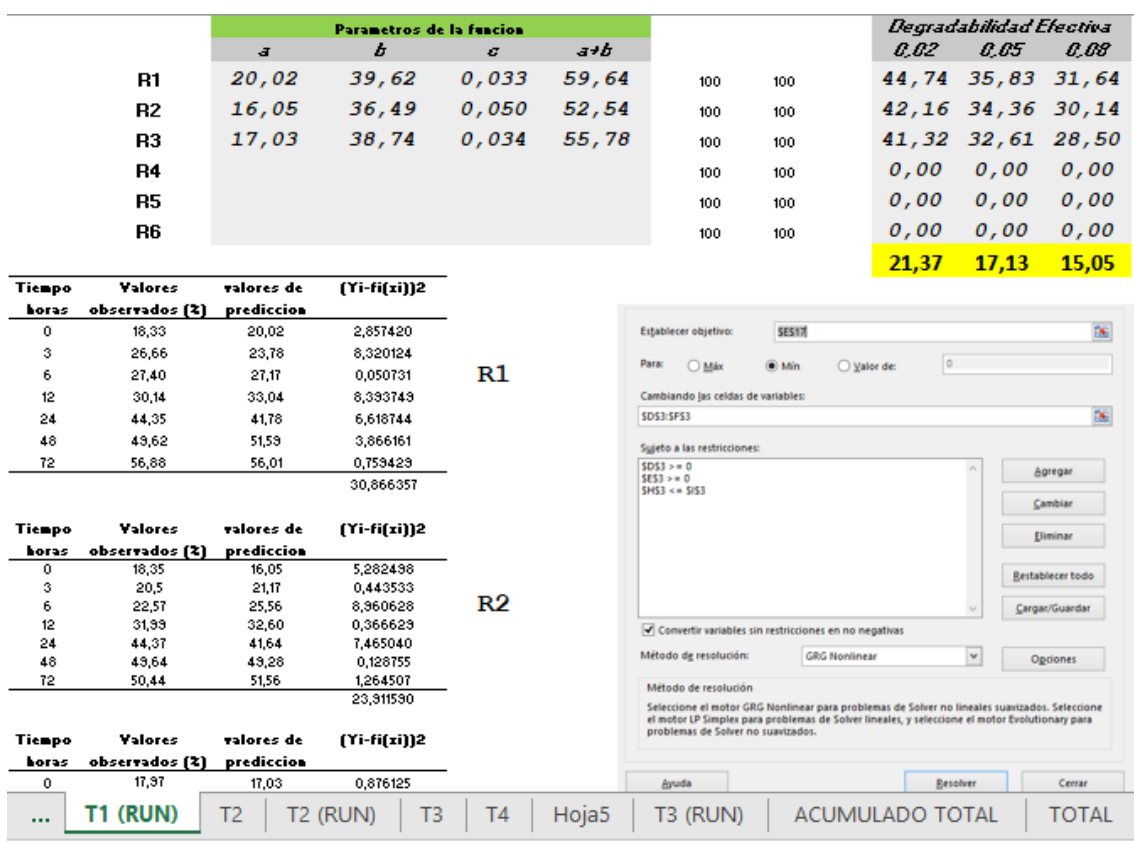 Parametros de la funcion
Degradabilidad Efectiva
a b c a+b
0,02 0,05 0,08
R1 20,02 39,62 0,033 59,64 100 100 44,74 35,83 31,64
R2 16,05 36,49 0,050 52,54 100 100 42,16 34,36 30,14
R3 17,03 38,74 0,034 55,78 100 100 41,32 32,61 28,50
R4 100 100 0,00 0,00 0,00
R5 100 100 0,00 0,00 0,00
R6 100 100 0,00 0,00 0,00
21,37 17,13 15,05
Tiempo Valores valores de (Yi-fi(xi))2
horas observados (%) prediccion
0 18,33 20,02 2,857420
3 26,66 23,78 8,320124
6 27,40 27,17 0,050731
12 30,14 33,04 8,393749
24 44,35 41,78 6,618744
48 49,62 51,59 3,866161
72 56,88 56,01 0,759429
30,866357
R1
Tiempo Valores valores de (Yi-fi(xi))2
horas observados (%) prediccion
0 18,35 16,05 5,282498
3 20,5 21,17 0,443533
6 22,57 25,56 8,960628
12 31,99 32,60 0,366629
24 44,37 41,64 7,465040
48 49,64 49,28 0,128755
72 50,44 51,56 1,264507
23,911590
R2
Tiempo Valores valores de (Yi-fi(xi))2
horas observados (%) prediccion
0 17,97 17,03 0,876125
Establecer objetivo: $E$17
Para: Máx Mín Valor de: 0
Cambiando las celdas de variables:
$D$3:$F$3
Sujeto a las restricciones:
$D$3 >= 0
$E$3 >= 0
$H$3 <= $I$3
Agregar
Cambiar
Eliminar
Restablecer todo
Cargar/Guardar
Convertir variables sin restricciones en no negativas
Método de resolución: GRG Nonlinear
Opciones
Método de resolución
Seleccione el motor GRG Nonlinear para problemas de Solver no lineales suavizados. Seleccione
el motor LP Simplex para problemas de Solver lineales, y seleccione el motor Evolutionary para
problemas de Solver no suavizados.
Ayuda Resolver Cerrar
... T1 (RUN) T2 T2 (RUN) T3 T4 Hoja5 T3 (RUN) ACUMULADO TOTAL TOTAL